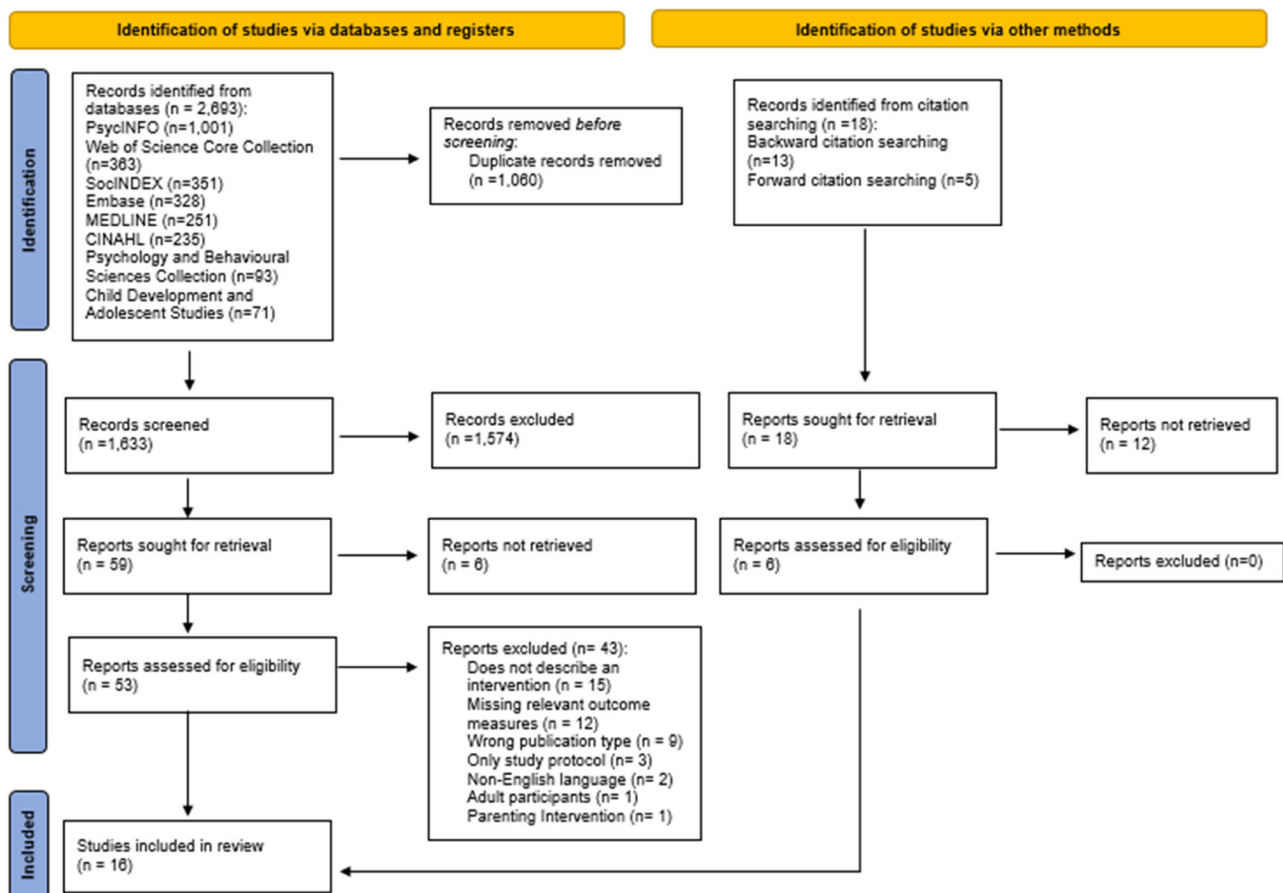 Identification of studies via databases and registers
Identification of studies via other methods
Identification
Records identified from
databases (n = 2,693):
PsycINFO (n=1,001)
Web of Science Core Collection
(n=363)
SocINDEX (n=351)
Embase (n=328)
MEDLINE (n=251)
CINAHL (n=235)
Psychology and Behavioural
Sciences Collection (n=93)
Child Development and
Adolescent Studies (n=71)
Records removed before
screening:
Duplicate records removed
(n =1,060)
Records identified from citation
searching (n =18):
Backward citation searching
(n=13)
Forward citation searching (n=5)
Screening
Records screened
(n =1,633)
Records excluded
(n =1,574)
Reports sought for retrieval
(n = 18)
Reports not retrieved
(n = 12)
Reports sought for retrieval
(n = 59)
Reports not retrieved
(n = 6)
Reports assessed for eligibility
(n = 6)
Reports excluded (n=0)
Reports assessed for eligibility
(n = 53)
Reports excluded (n= 43):
Does not describe an
intervention (n = 15)
Missing relevant outcome
measures (n = 12)
Wrong publication type (n = 9)
Only study protocol (n= 3)
Non-English language (n= 2)
Adult participants (n= 1)
Parenting Intervention (n= 1)
Included
Studies included in review
(n = 16)